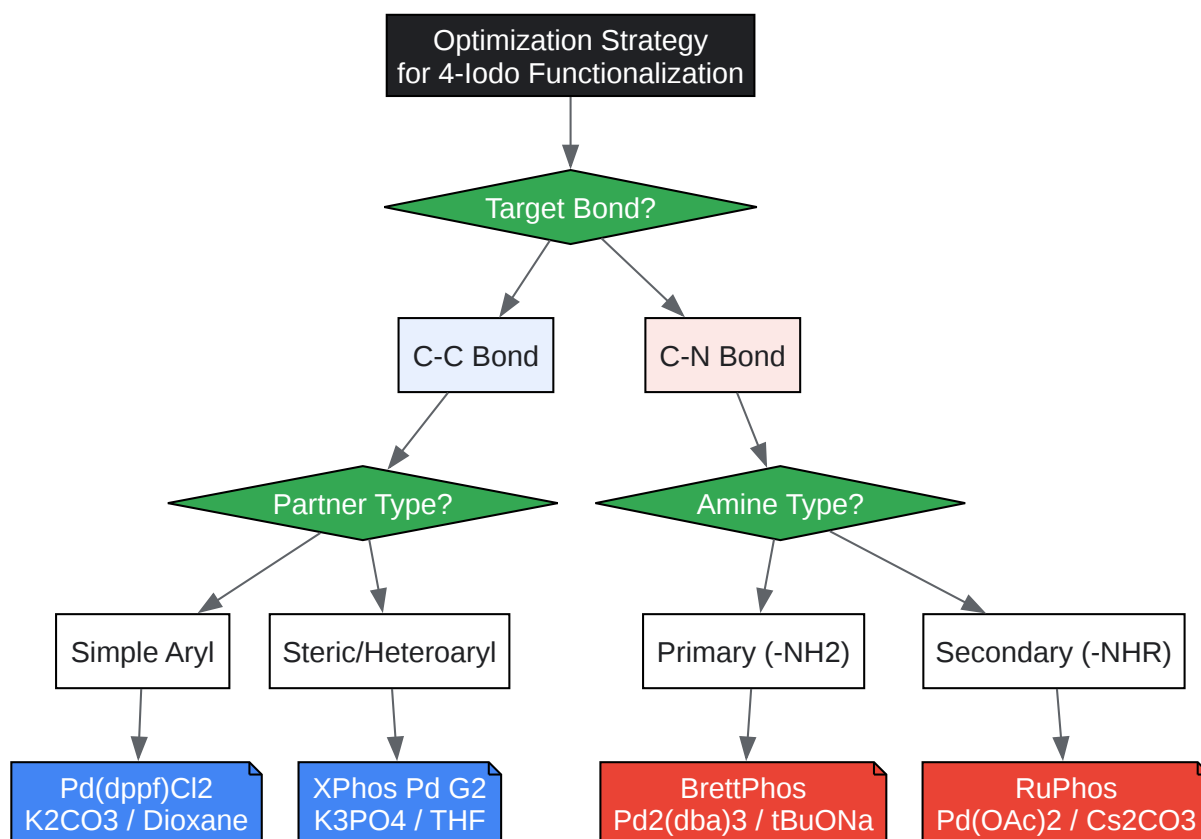 Optimization Strategy
for 4-Iodo Functionalization
Target Bond?
C-C Bond
C-N Bond
Partner Type?
Amine Type?
Simple Aryl
Steric/Heteroaryl
Primary (-NH2)
Secondary (-NHR)
Pd(dppf)Cl2
K2CO3 / Dioxane
XPhos Pd G2
K3PO4 / THF
BrettPhos
Pd2(dba)3 / tBuONa
RuPhos
Pd(OAc)2 / Cs2CO3